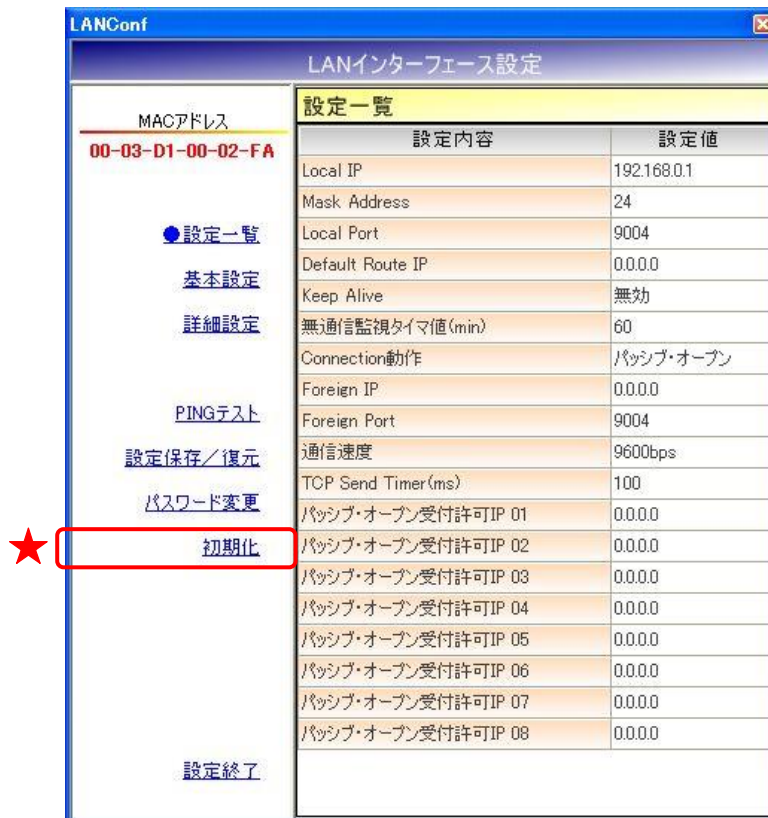 LANConf
LANインターフェース設定
MACアドレス
00-03-D1-00-02-FA
●設定一覧
基本設定
詳細設定
PINGテスト
設定保存／復元
パスワード変更
初期化
設定終了
設定一覧
設定内容 設定値
Local IP 192.168.0.1
Mask Address 24
Local Port 9004
Default Route IP 0.0.0.0
Keep Alive 無効
無通信監視タイマ値(min) 60
Connection動作 パッシブ・オープン
Foreign IP 0.0.0.0
Foreign Port 9004
通信速度 9600bps
TCP Send Timer(ms) 100
パッシブ・オープン受付許可IP 01 0.0.0.0
パッシブ・オープン受付許可IP 02 0.0.0.0
パッシブ・オープン受付許可IP 03 0.0.0.0
パッシブ・オープン受付許可IP 04 0.0.0.0
パッシブ・オープン受付許可IP 05 0.0.0.0
パッシブ・オープン受付許可IP 06 0.0.0.0
パッシブ・オープン受付許可IP 07 0.0.0.0
パッシブ・オープン受付許可IP 08 0.0.0.0